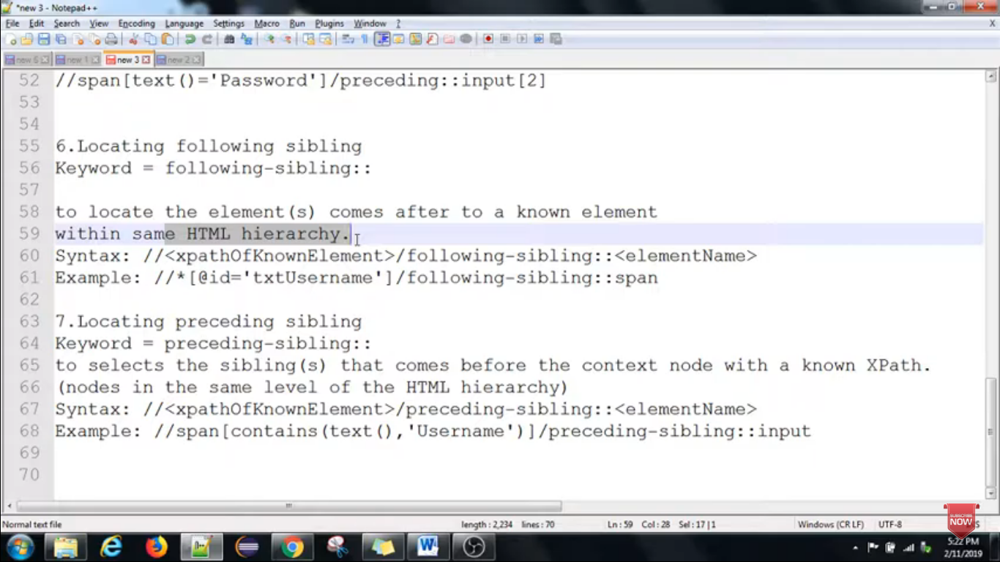 *new 3 - Notepad++
File Edit Search View Encoding Language Settings Macro Run Plugins Window ? X
new 6 new 1 new 3 new 2
52 //span[text()='Password']/preceding::input[2]
53
54
55 6.Locating following sibling
56 Keyword = following-sibling::
57
58 to locate the element(s) comes after to a known element
59 within same HTML hierarchy.
60 Syntax: //<xpathOfKnownElement>/following-sibling::<elementName>
61 Example: //*[@id='txtUsername']/following-sibling::span
62
63 7.Locating preceding sibling
64 Keyword = preceding-sibling::
65 to selects the sibling(s) that comes before the context node with a known XPath.
66 (nodes in the same level of the HTML hierarchy)
67 Syntax: //<xpathOfKnownElement>/preceding-sibling::<elementName>
68 Example: //span[contains(text(),'Username')]/preceding-sibling::input
69
70
Normal text file length : 2,234 lines : 70 Ln : 59 Col : 28 Sel : 17 | 1 Windows (CR LF) UTF-8
SUBSCRIBE
NOW
5:22 PM
2/11/2019